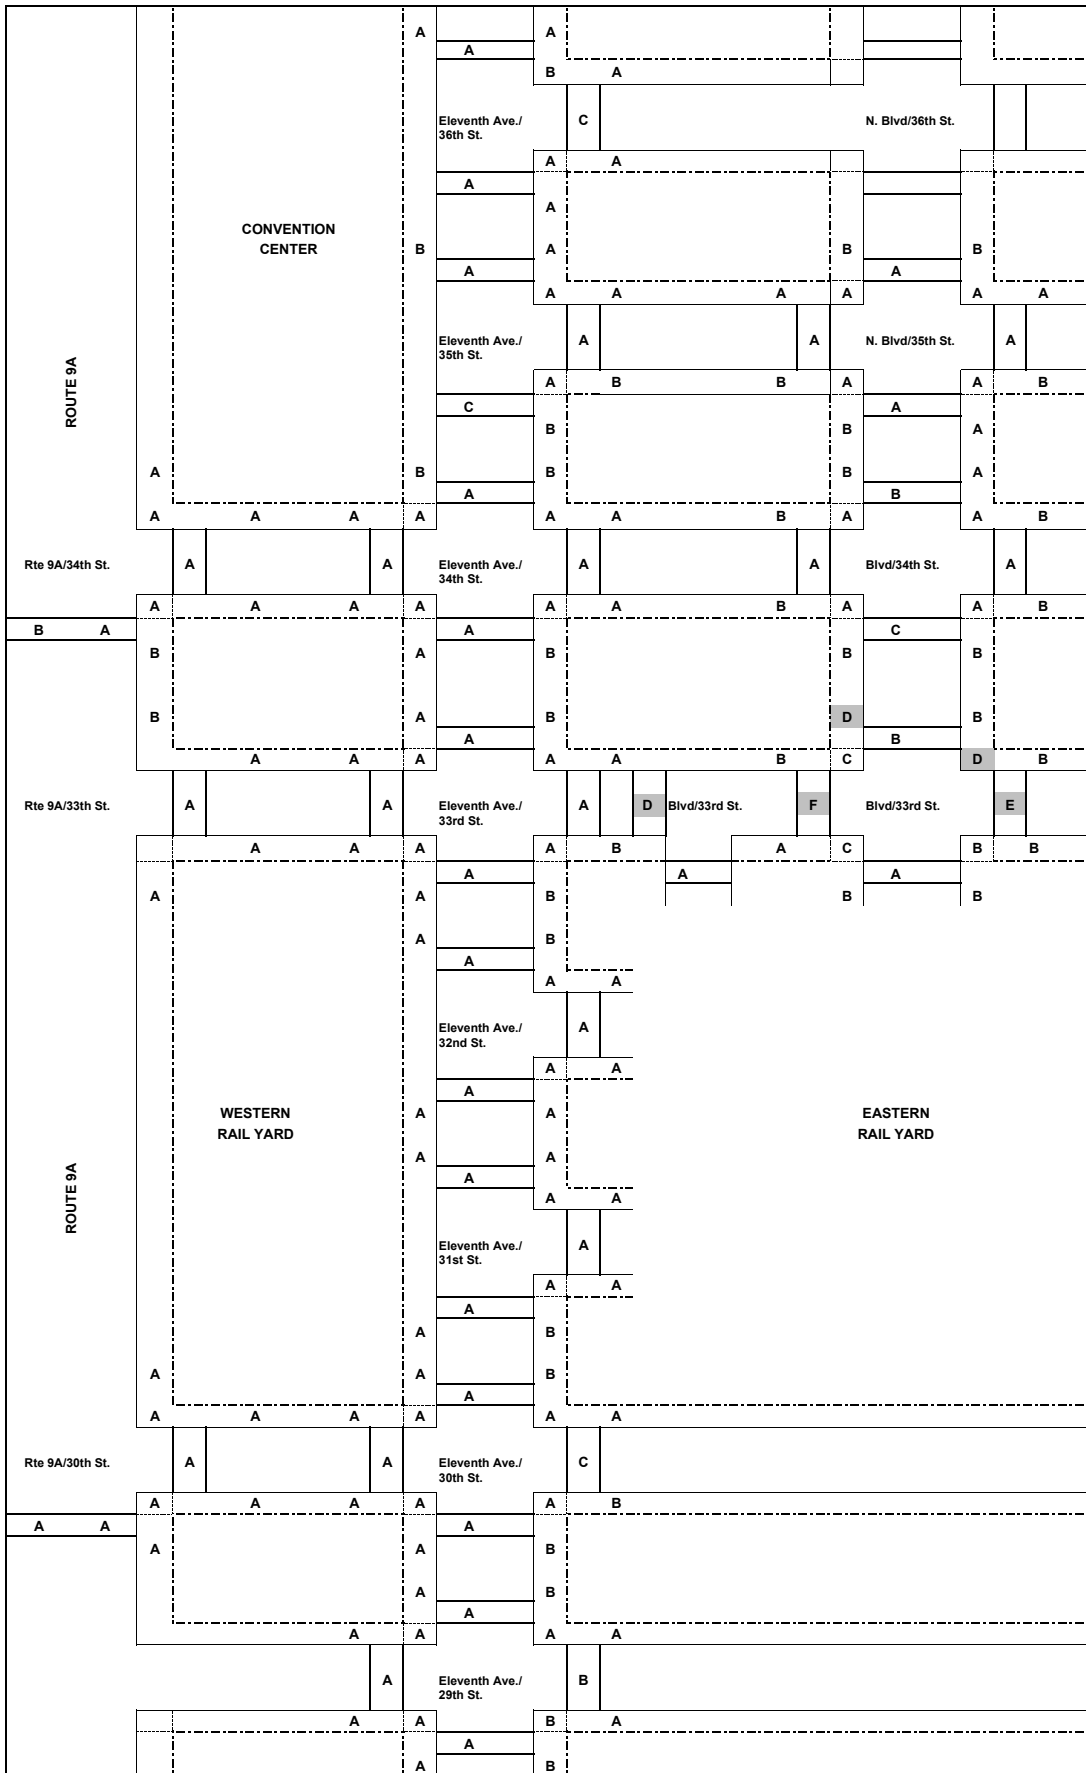 A A
A
B A
Eleventh Ave./ C N. Blvd/36th St.
36th St.
A A
A
A
CONVENTION
CENTER B A B B
A A
A A A A A A
ROUTE 9A
Eleventh Ave./ A A N. Blvd/35th St. A
35th St.
A B B A A B
C A
B B A
A B B B A
A B
A A A A A A B A A B
Rte 9A/34th St. A A Eleventh Ave./ A A Blvd/34th St. A
34th St.
A A A A A A B A A B
B A A C
B A B B B
B A B D B
A B
A A A A A B C D B
Rte 9A/33th St. A A Eleventh Ave./ A D Blvd/33rd St. F Blvd/33rd St. E
33rd St.
A A A A B A C B B
A A A
A A B B B
A B
A
A A
Eleventh Ave./ A
32nd St.
A A
A
WESTERN A A EASTERN
RAIL YARD RAIL YARD
A A
A
A A
ROUTE 9A
Eleventh Ave./ A
31st St.
A A
A
A B
A A B
A
A A A A A A
Rte 9A/30th St. A A Eleventh Ave./ C
30th St.
A A A A A B
A A A
A A B
A B
A
A A A A
A Eleventh Ave./ B
29th St.
A A B A
A
A B